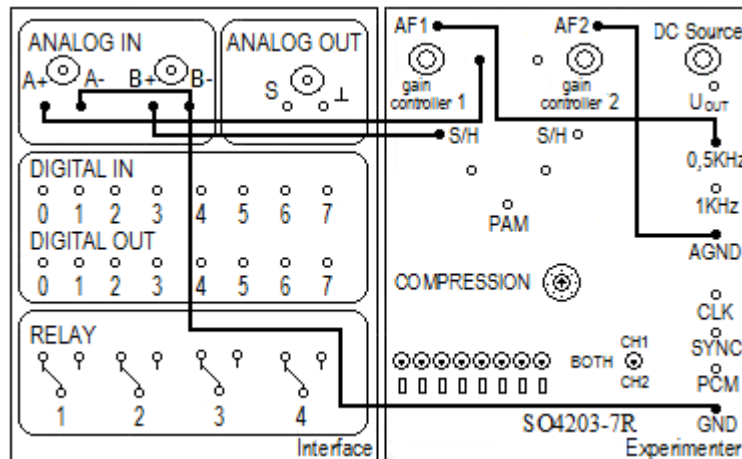 ANALOG IN
A+ A- B+ B-
ANALOG OUT
S ⊥
DIGITAL IN
0 1 2 3 4 5 6 7
DIGITAL OUT
0 1 2 3 4 5 6 7
RELAY
1 2 3 4
Interface
AF1 AF2 DC Source
gain gain
controller 1 controller 2 UOUT
S/H S/H
0,5KHz
1KHz
PAM
AGND
COMPRESSION
CLK
SYNC
CH1
BOTH
CH2
PCM
SO4203-7R GND
Experimenter